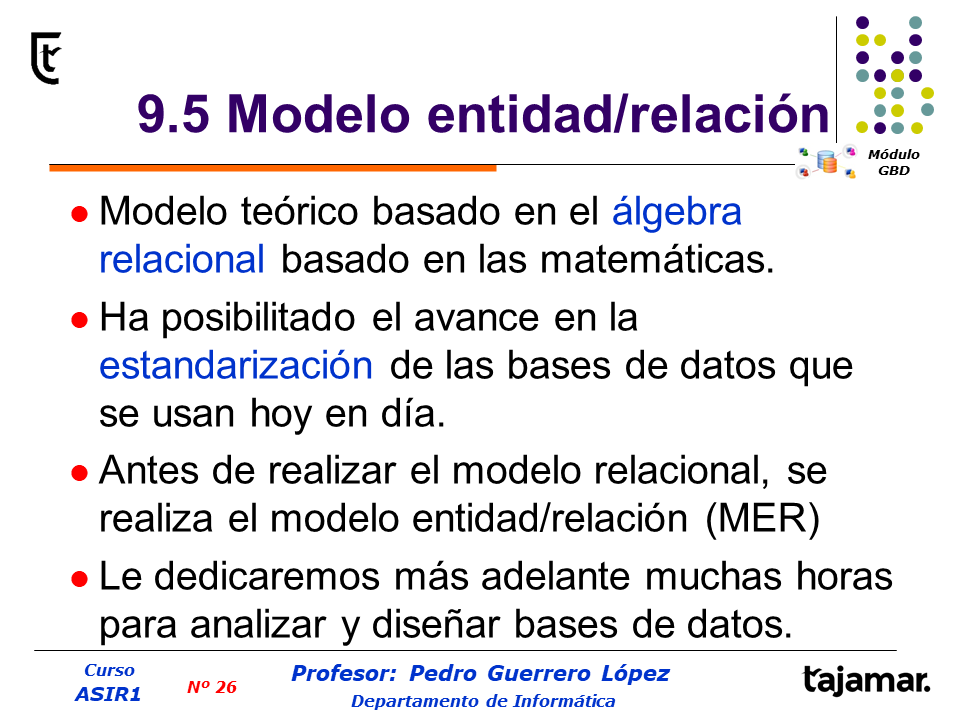 9.5 Modelo entidad/relación
Módulo
GBD
Modelo teórico basado en el álgebra
relacional basado en las matemáticas.
Ha posibilitado el avance en la
estandarización de las bases de datos que
se usan hoy en día.
Antes de realizar el modelo relacional, se
realiza el modelo entidad/relación (MER)
Le dedicaremos más adelante muchas horas
para analizar y diseñar bases de datos.
Curso
ASIR1
Nº 26
Profesor: Pedro Guerrero López
Departamento de Informática
tajamar.